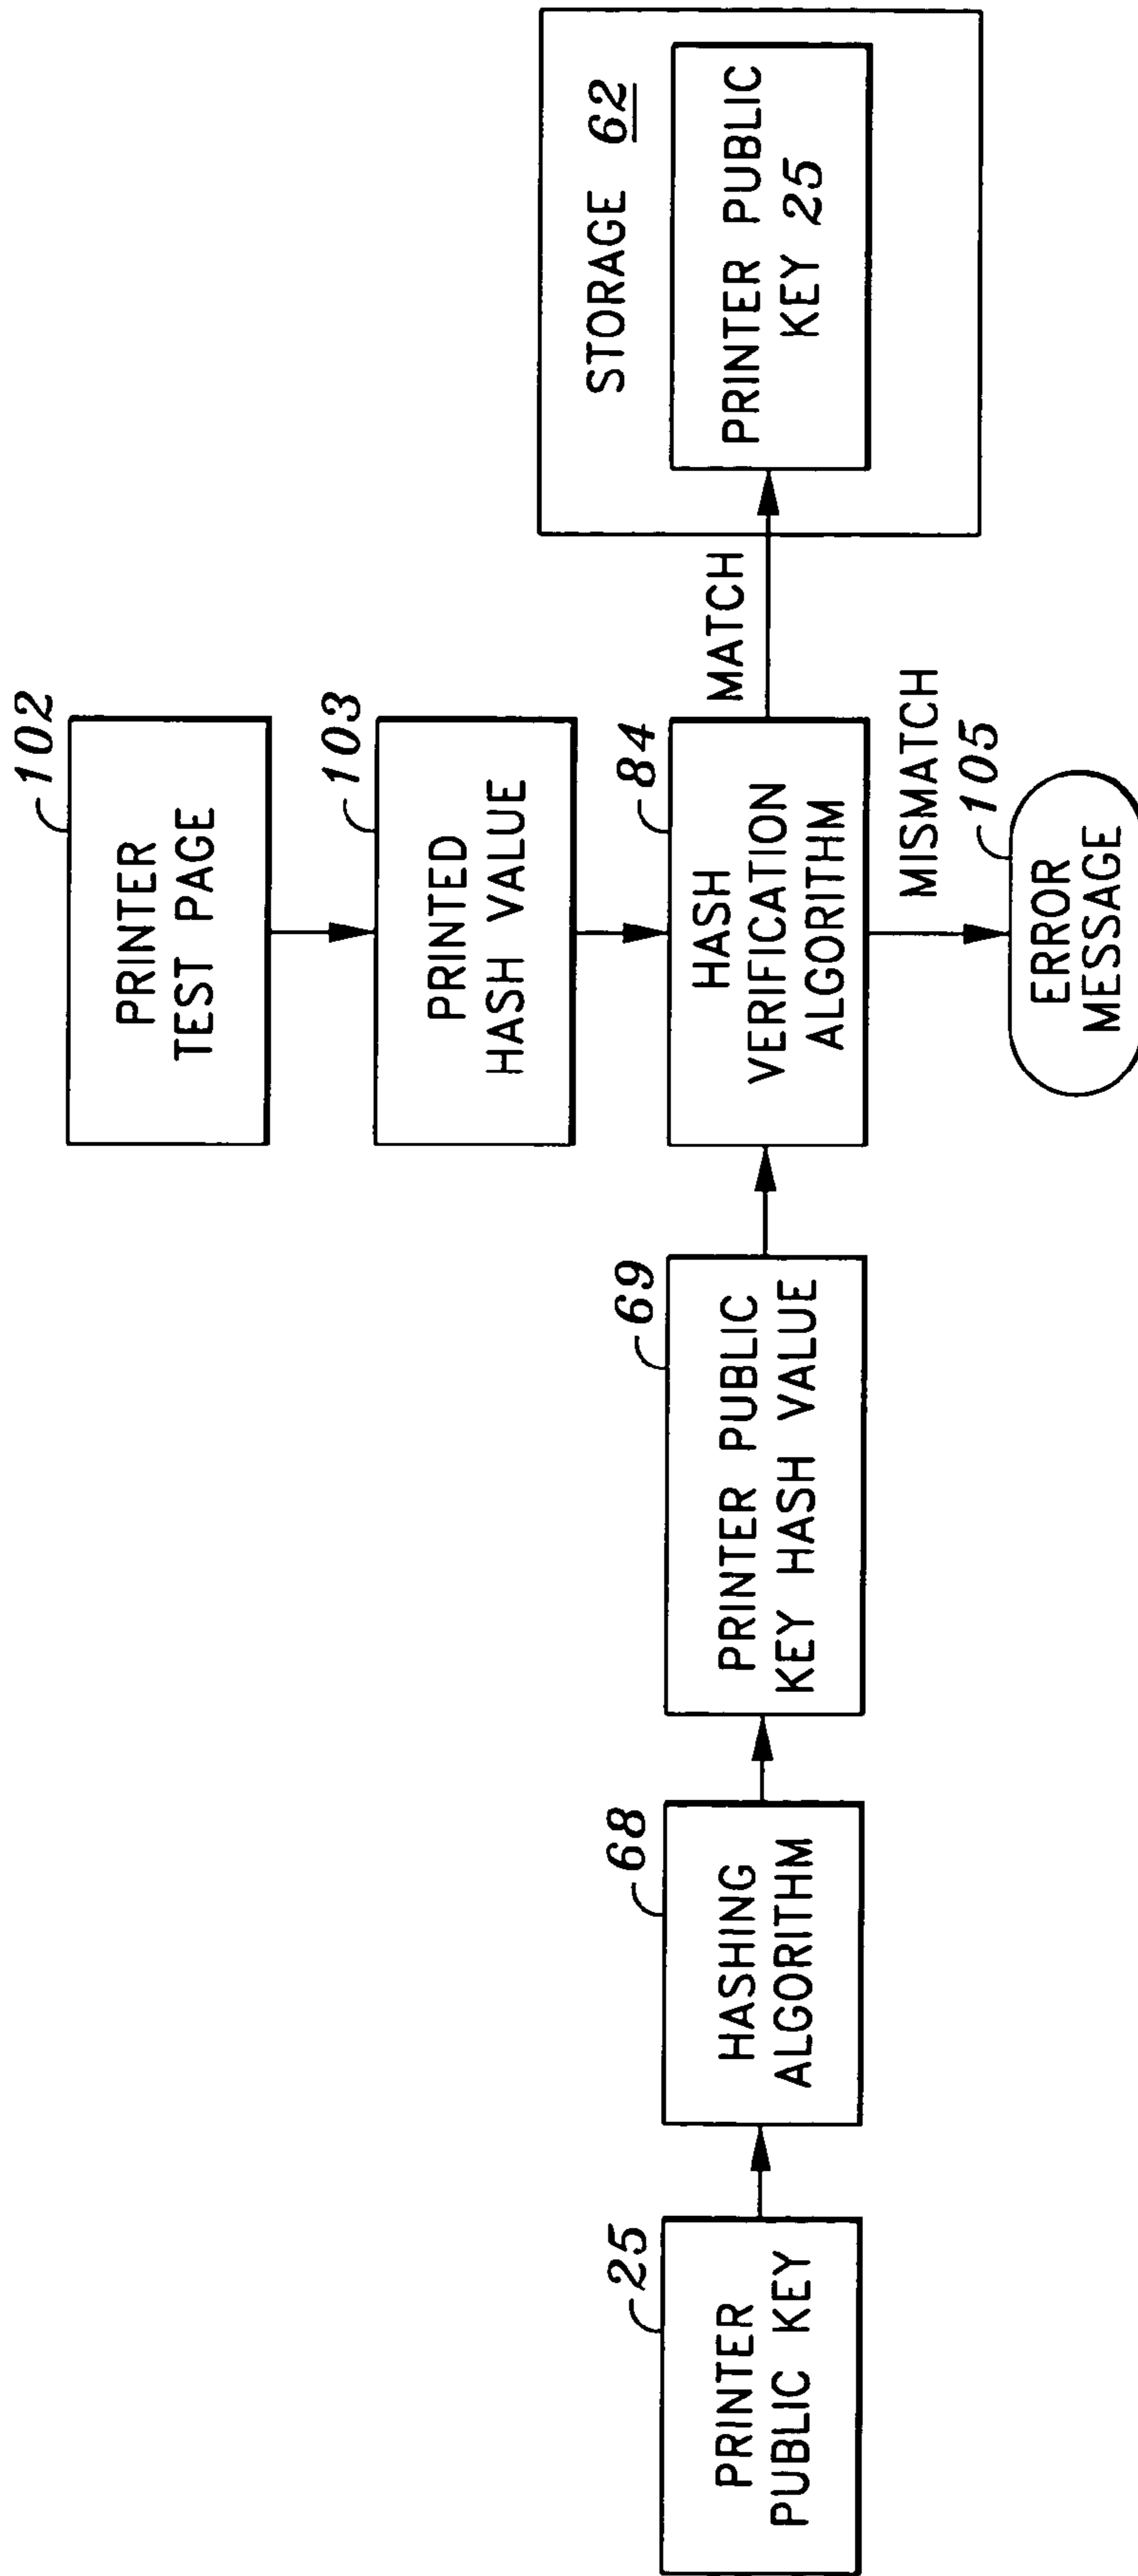 102
PRINTER
TEST PAGE
103
PRINTED
HASH VALUE
25
PRINTER
PUBLIC KEY
68
HASHING
ALGORITHM
69
PRINTER PUBLIC
KEY HASH VALUE
84
HASH
VERIFICATION
ALGORITHM
MATCH
STORAGE 62
PRINTER PUBLIC
KEY 25
MISMATCH
105
ERROR
MESSAGE